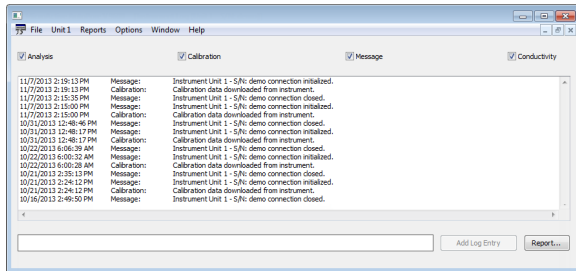 File Unit 1 Reports Options Window Help
Analysis Calibration Message Conductivity
11/7/2013 2:19:13 PM Message: Instrument Unit 1 - S/N: demo connection initialized.
11/7/2013 2:19:13 PM Calibration: Calibration data downloaded from instrument.
11/7/2013 2:15:35 PM Message: Instrument Unit 1 - S/N: demo connection closed.
11/7/2013 2:15:00 PM Message: Instrument Unit 1 - S/N: demo connection initialized.
11/7/2013 2:15:00 PM Calibration: Calibration data downloaded from instrument.
10/31/2013 12:48:46 PM Message: Instrument Unit 1 - S/N: demo connection closed.
10/31/2013 12:48:17 PM Message: Instrument Unit 1 - S/N: demo connection initialized.
10/31/2013 12:48:17 PM Calibration: Calibration data downloaded from instrument.
10/22/2013 6:06:39 AM Message: Instrument Unit 1 - S/N: demo connection closed.
10/22/2013 6:00:32 AM Message: Instrument Unit 1 - S/N: demo connection initialized.
10/22/2013 6:00:28 AM Calibration: Calibration data downloaded from instrument.
10/21/2013 2:35:13 PM Message: Instrument Unit 1 - S/N: demo connection closed.
10/21/2013 2:24:12 PM Message: Instrument Unit 1 - S/N: demo connection initialized.
10/21/2013 2:24:12 PM Calibration: Calibration data downloaded from instrument.
10/16/2013 2:49:50 PM Message: Instrument Unit 1 - S/N: demo connection closed.
Add Log Entry Report...